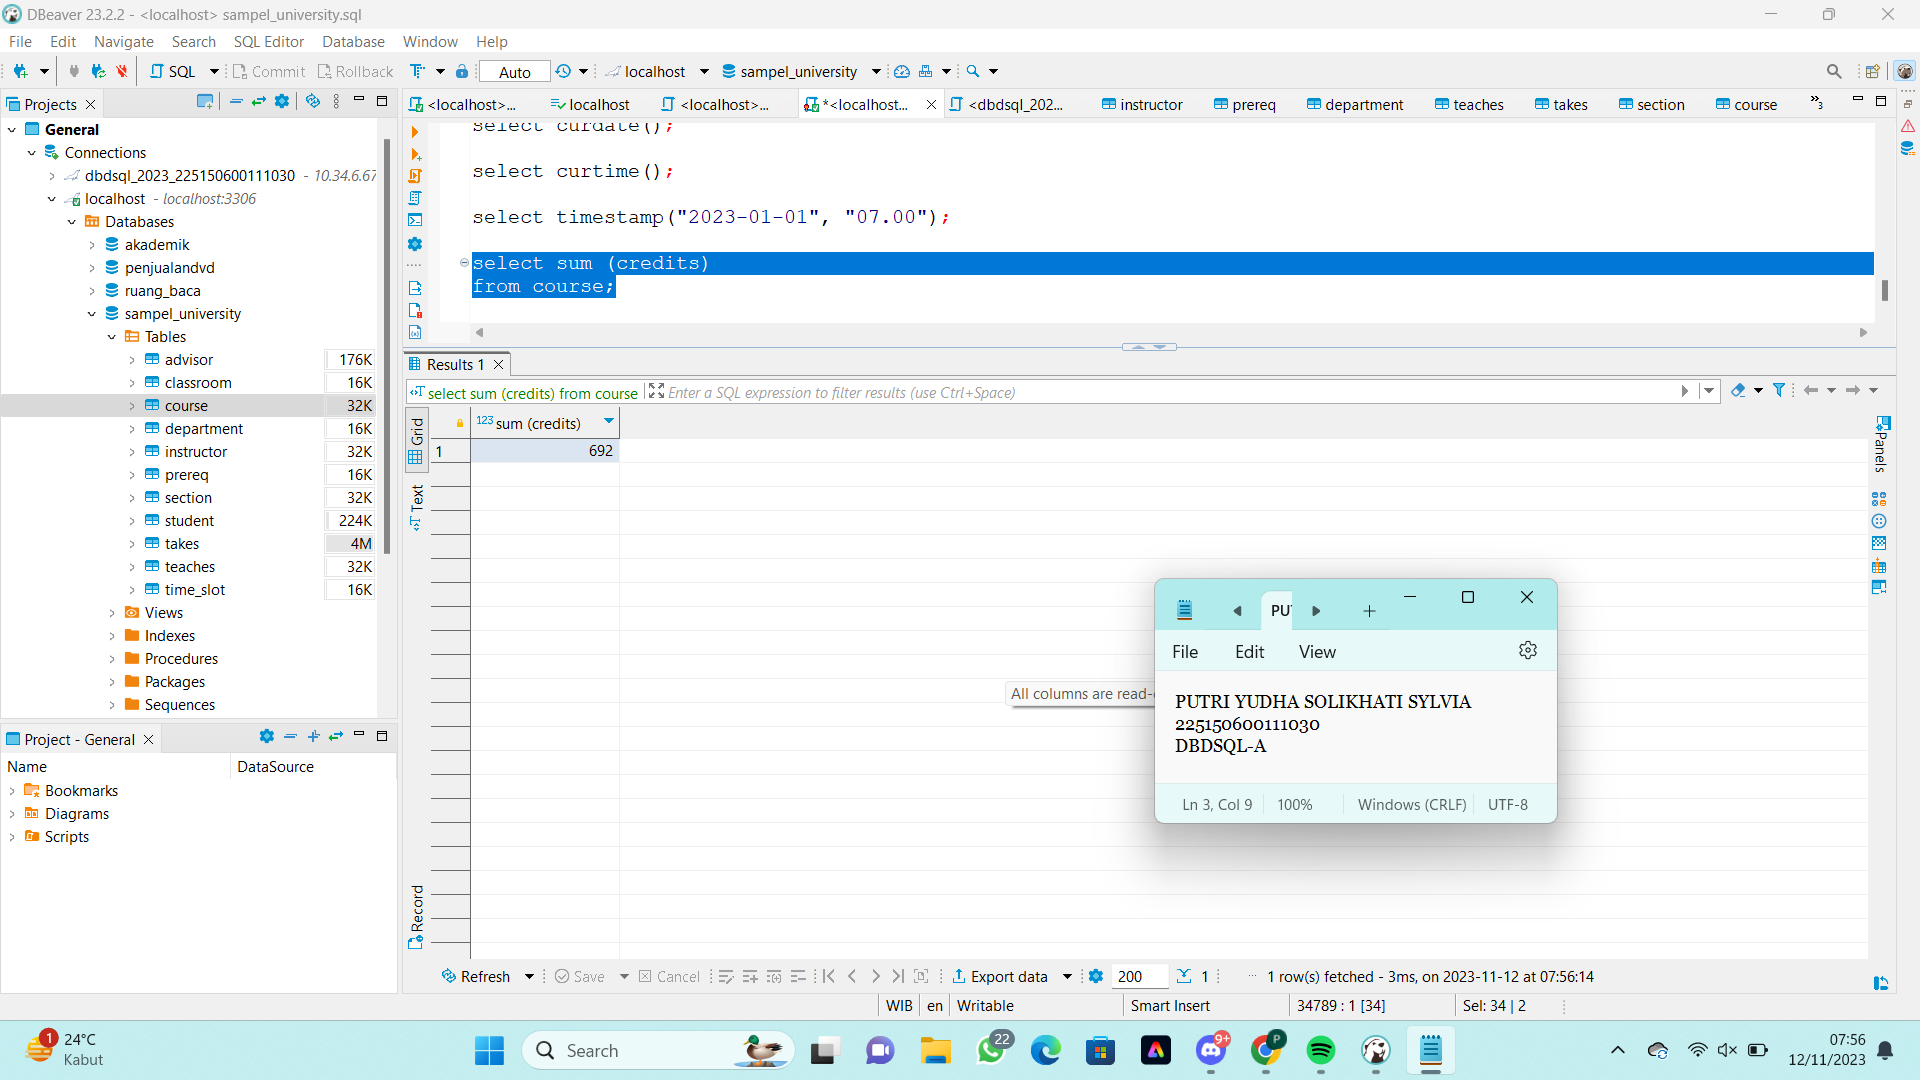 DBeaver 23.2.2 - <localhost> sampel_university.sql
File Edit Navigate Search SQL Editor Database Window Help
SQL Commit Rollback Auto localhost sampel_university
Projects
General
Connections
dbdsql_2023_225150600111030 - 10.34.6.67
localhost - localhost:3306
Databases
akademik
penjualandvd
ruang_baca
sampel_university
Tables
advisor 176K
classroom 16K
course 32K
department 16K
instructor 32K
prereq 16K
section 32K
student 224K
takes 4M
teaches 32K
time_slot 16K
Views
Indexes
Procedures
Packages
Sequences
Project - General
Name DataSource
Bookmarks
Diagrams
Scripts
<localhost>... localhost <localhost>... *<localhost... <dbdsql_202... instructor prereq department teaches takes section course »3
select curdate();
select curtime();
select timestamp("2023-01-01", "07.00");
select sum (credits)
from course;
Results 1
select sum (credits) from course Enter a SQL expression to filter results (use Ctrl+Space)
Grid
Text
Record
Panels
123 sum (credits)
1 692
All columns are read-
PU
File Edit View
PUTRI YUDHA SOLIKHATI SYLVIA
225150600111030
DBDSQL-A
Ln 3, Col 9 100% Windows (CRLF) UTF-8
Refresh Save Cancel Export data 200 1 ... 1 row(s) fetched - 3ms, on 2023-11-12 at 07:56:14
WIB en Writable Smart Insert 34789 : 1 [34] Sel: 34 | 2
1 24°C
Kabut
Search
22
9+
P
07:56
12/11/2023